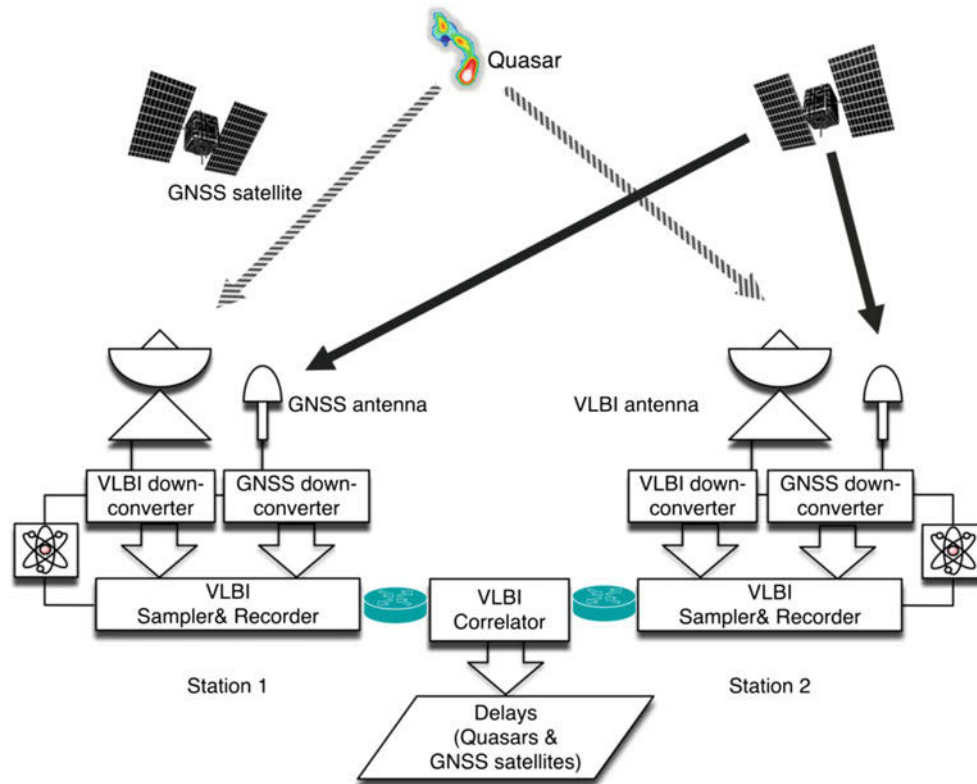 Quasar
GNSS satellite
GNSS antenna
VLBI antenna
VLBI down-
converter
GNSS down-
converter
VLBI down-
converter
GNSS down-
converter
VLBI
Sampler& Recorder
VLBI
Correlator
VLBI
Sampler& Recorder
Station 1
Station 2
Delays
(Quasars &
GNSS satellites)